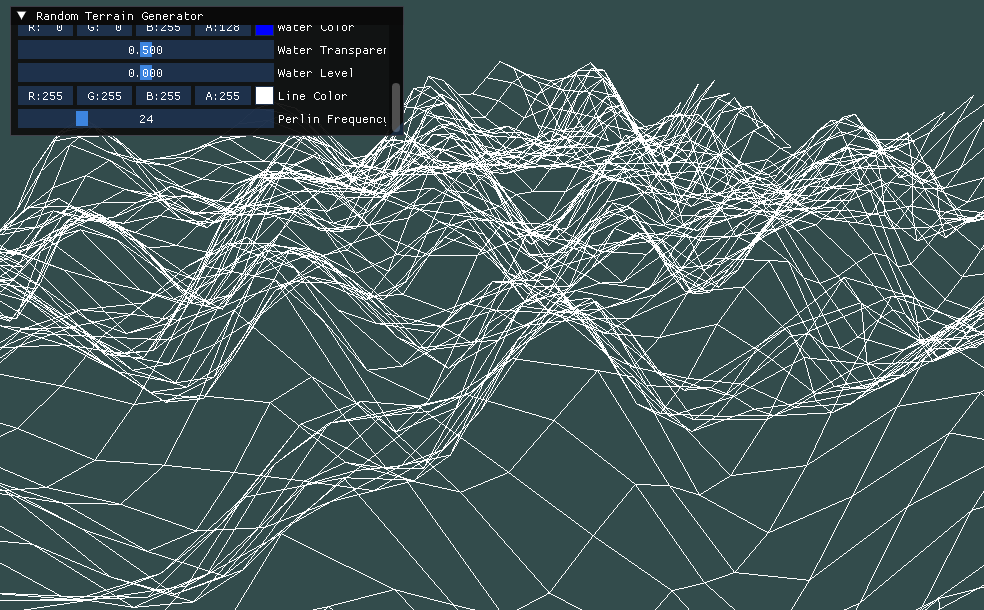 Random Terrain Generator
R: 0 G: 0 B:255 A:128 Water Color
0.500 Water Transparen
0.000 Water Level
R:255 G:255 B:255 A:255 Line Color
24 Perlin Frequency